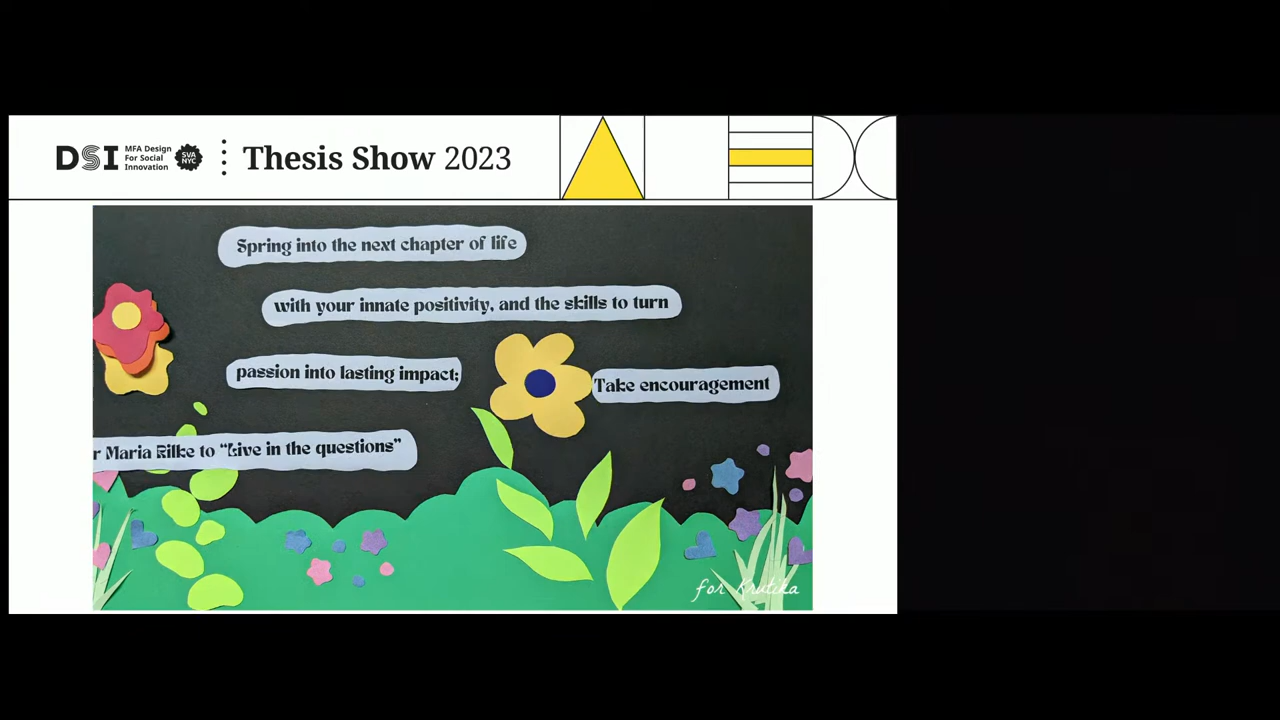 DSI
MFA Design
For Social
Innovation
SVA
NYC
Thesis Show 2023
Spring into the next chapter of life
with your innate positivity, and the skills to turn
passion into lasting impact;
Take encouragement
r Maria Rilke to “Live in the questions”
for Krutika